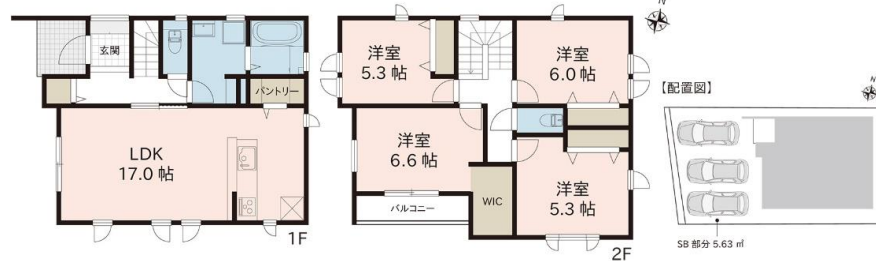 玄関
パントリー
LDK
17.0 帖
1F
洋室
5.3 帖
洋室
6.0 帖
洋室
6.6 帖
洋室
5.3 帖
WIC
バルコニー
2F
N
【配置図】
N
SB 部分 5.63 ㎡